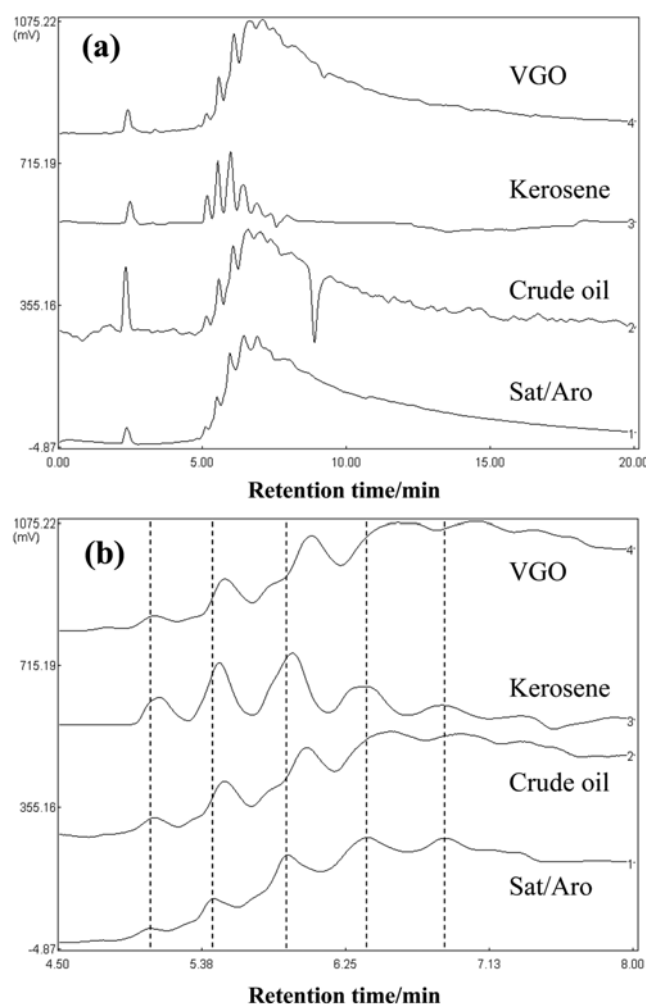 1075.22
(mV)
(a)
VGO
4
715.19
Kerosene
3
355.16
Crude oil
2
Sat/Aro
1
-4.87
0.00 5.00 10.00 15.00 20.00
Retention time/min
1075.22
(mV)
(b)
4
VGO
715.19
Kerosene
3
2
355.16
Crude oil
Sat/Aro
1
-4.87
4.50 5.38 6.25 7.13 8.00
Retention time/min